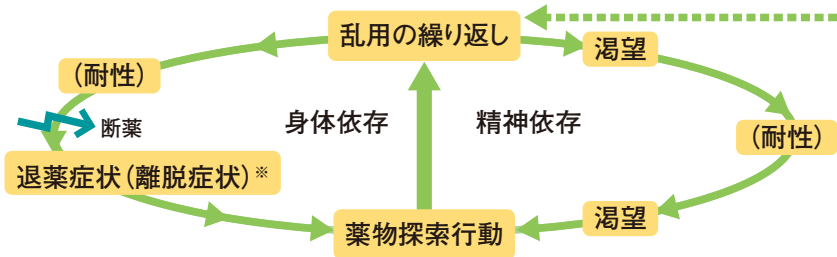 乱用の繰り返し
渇望
(耐性)
断薬
身体依存
精神依存
(耐性)
退薬症状(離脱症状)※
渇望
薬物探索行動